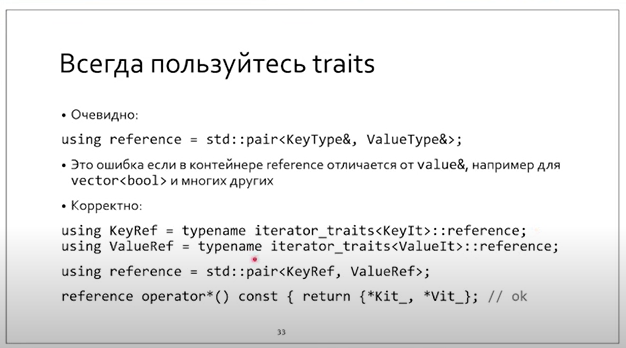 Всегда пользуйтесь traits
• Очевидно:
using reference = std::pair<KeyType&, ValueType&>;
• Это ошибка если в контейнере reference отличается от value&, например для
vector<bool> и многих других
• Корректно:
using KeyRef = typename iterator_traits<KeyIt>::reference;
using ValueRef = typename iterator_traits<ValueIt>::reference;
using reference = std::pair<KeyRef, ValueRef>;
reference operator*() const { return {*Kit_, *Vit_}; // ok
33